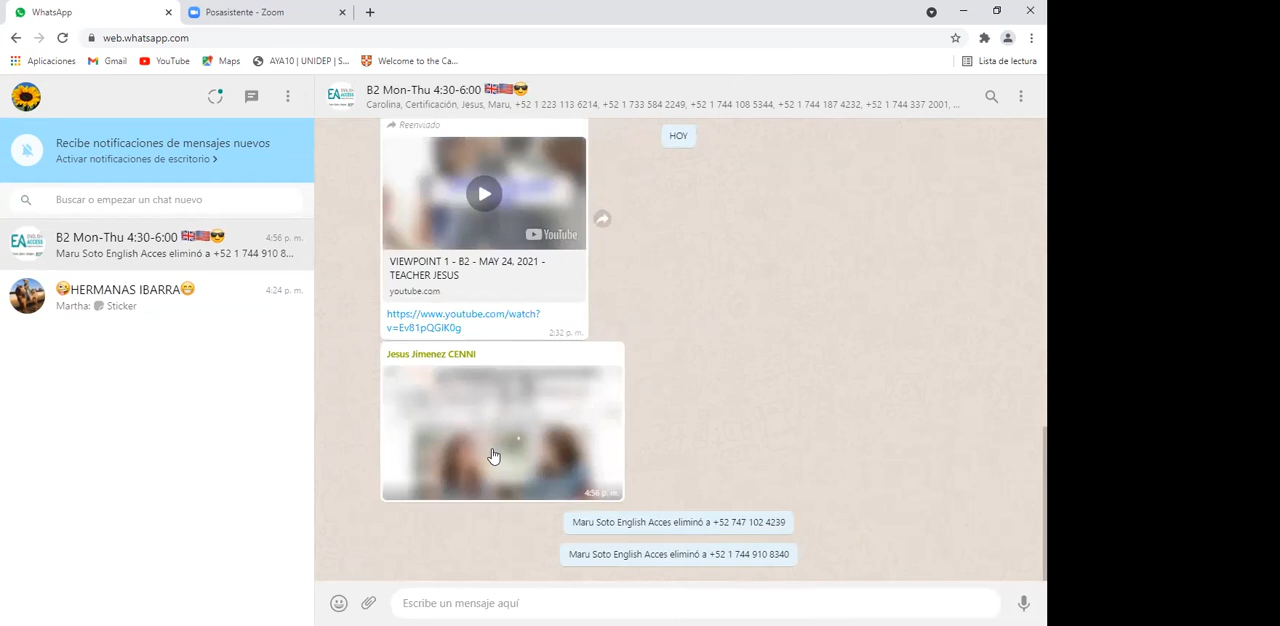 WhatsApp
Posasistente - Zoom
web.whatsapp.com
Aplicaciones
Gmail
YouTube
Maps
AYA10 | UNIDEP | S...
Welcome to the Ca...
Lista de lectura
B2 Mon-Thu 4:30-6:00 🇬🇧🇺🇸😎
Carolina, Certificación, Jesus, Maru, +52 1 223 113 6214, +52 1 733 584 2249, +52 1 744 108 5344, +52 1 744 187 4232, +52 1 744 337 2001, ...
Recibe notificaciones de mensajes nuevos
Activar notificaciones de escritorio >
Buscar o empezar un chat nuevo
B2 Mon-Thu 4:30-6:00 🇬🇧🇺🇸😎
4:56 p. m.
Maru Soto English Acces eliminó a +52 1 744 910 8...
🤪HERMANAS IBARRA😁
4:24 p. m.
Martha: Sticker
Reenviado
HOY
YouTube
VIEWPOINT 1 - B2 - MAY 24, 2021 -
TEACHER JESUS
youtube.com
https://www.youtube.com/watch?
v=Ev81pQGIK0g
2:32 p. m.
Jesus Jimenez CENNI
4:56 p. m.
Maru Soto English Acces eliminó a +52 747 102 4239
Maru Soto English Acces eliminó a +52 1 744 910 8340
Escribe un mensaje aquí